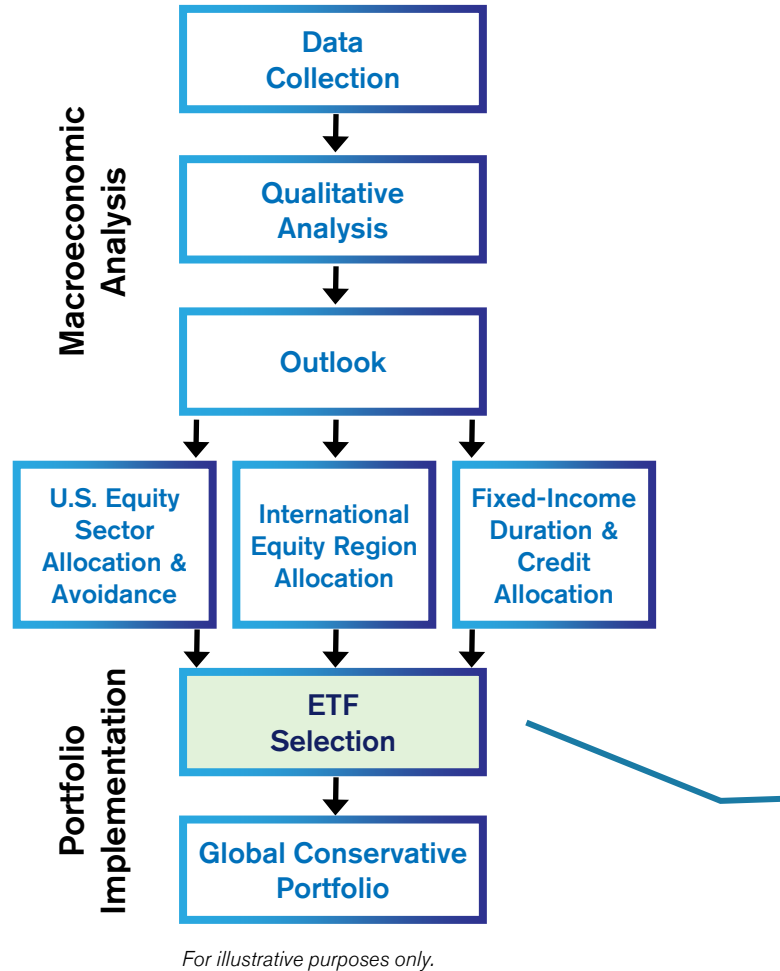 Macroeconomic
Analysis
Data
Collection
Qualitative
Analysis
Outlook
U.S. Equity
Sector
Allocation &
Avoidance
International
Equity Region
Allocation
Fixed-Income
Duration &
Credit
Allocation
Portfolio
Implementation
ETF
Selection
Global Conservative
Portfolio
For illustrative purposes only.